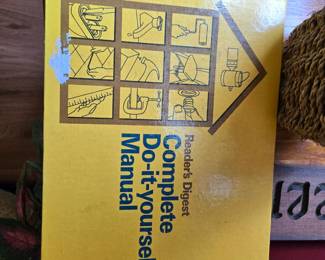 Reader's Digest
Complete
Do-it-yourself
Manual